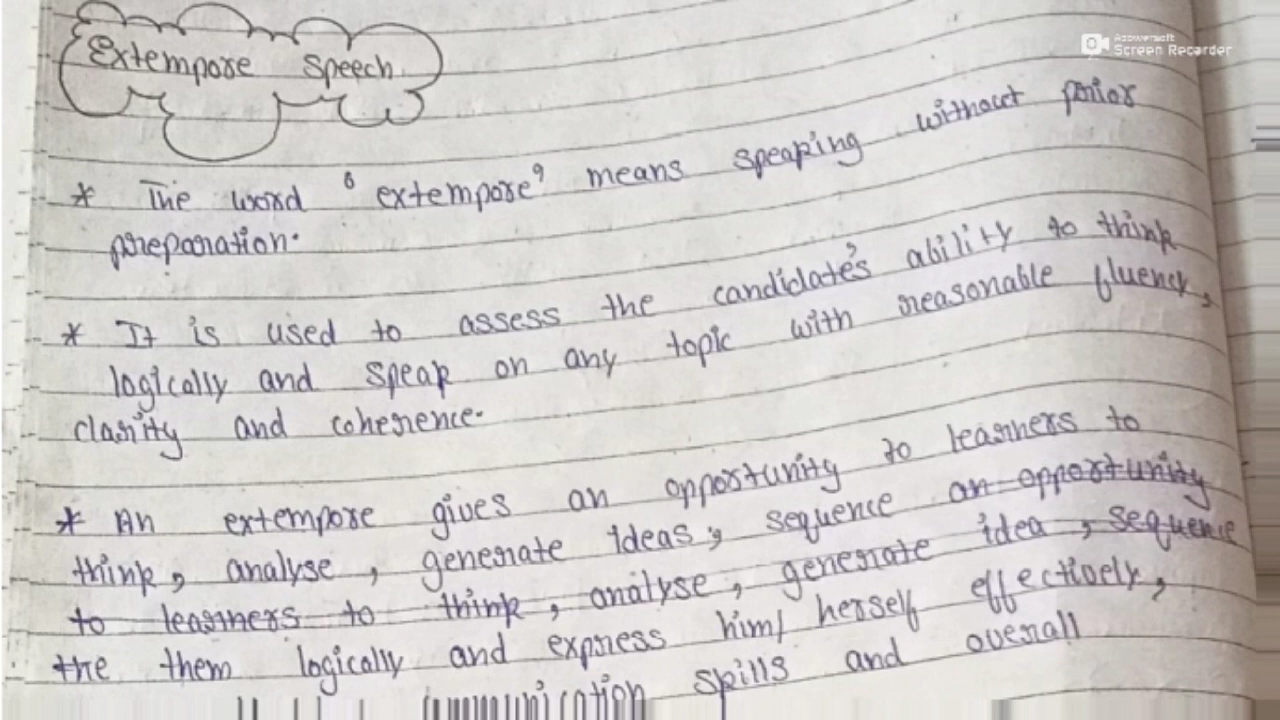 Extempore Speech
Azowersoft
Screen Recorder
* The word 'extempore' means speaking without prior
preparation.
* It is used to assess the candidate's ability to think
logically and speak on any topic with reasonable fluency,
clarity and coherence.
* An extempore gives an opportunity to learners to
think, analyse, generate ideas, sequence an opportunity
to learners to think, analyse, generate idea, sequence
the them logically and express him/herself effectively,
communication skills and overall